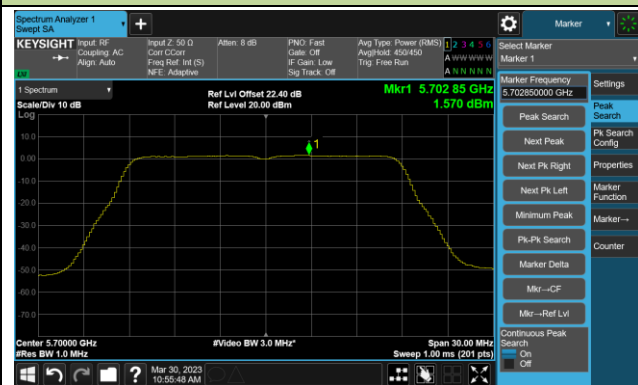 Spectrum Analyzer 1
Swept SA
+
Marker
KEYSIGHT
Input: RF
Coupling: AC
Align: Auto
Input Z: 50 Ω
Corr CCorr
Freq Ref: Int (S)
NFE: Adaptive
Atten: 8 dB
PNO: Fast
Gate: Off
IF Gain: Low
Sig Track: Off
Avg Type: Power (RMS)
Avg|Hold: 450/450
Trig: Free Run
1 2 3 4 5 6
A W W W W W
A N N N N N
Select Marker
Marker 1
1 Spectrum
Scale/Div 10 dB
Log
Ref Lvl Offset 22.40 dB
Ref Level 20.00 dBm
Mkr1 5.702 85 GHz
1.570 dBm
1
10.0
0.00
-10.0
-20.0
-30.0
-40.0
-50.0
-60.0
-70.0
Center 5.70000 GHz
#Res BW 1.0 MHz
#Video BW 3.0 MHz*
Span 30.00 MHz
Sweep 1.00 ms (201 pts)
Marker Frequency
5.702850000 GHz
Peak Search
Next Peak
Next Pk Right
Next Pk Left
Minimum Peak
Pk-Pk Search
Marker Delta
Mkr→CF
Mkr→Ref Lvl
Continuous Peak
Search
On
Off
Settings
Peak
Search
Pk Search
Config
Properties
Marker
Function
Marker→
Counter
?
Mar 30, 2023
10:55:48 AM